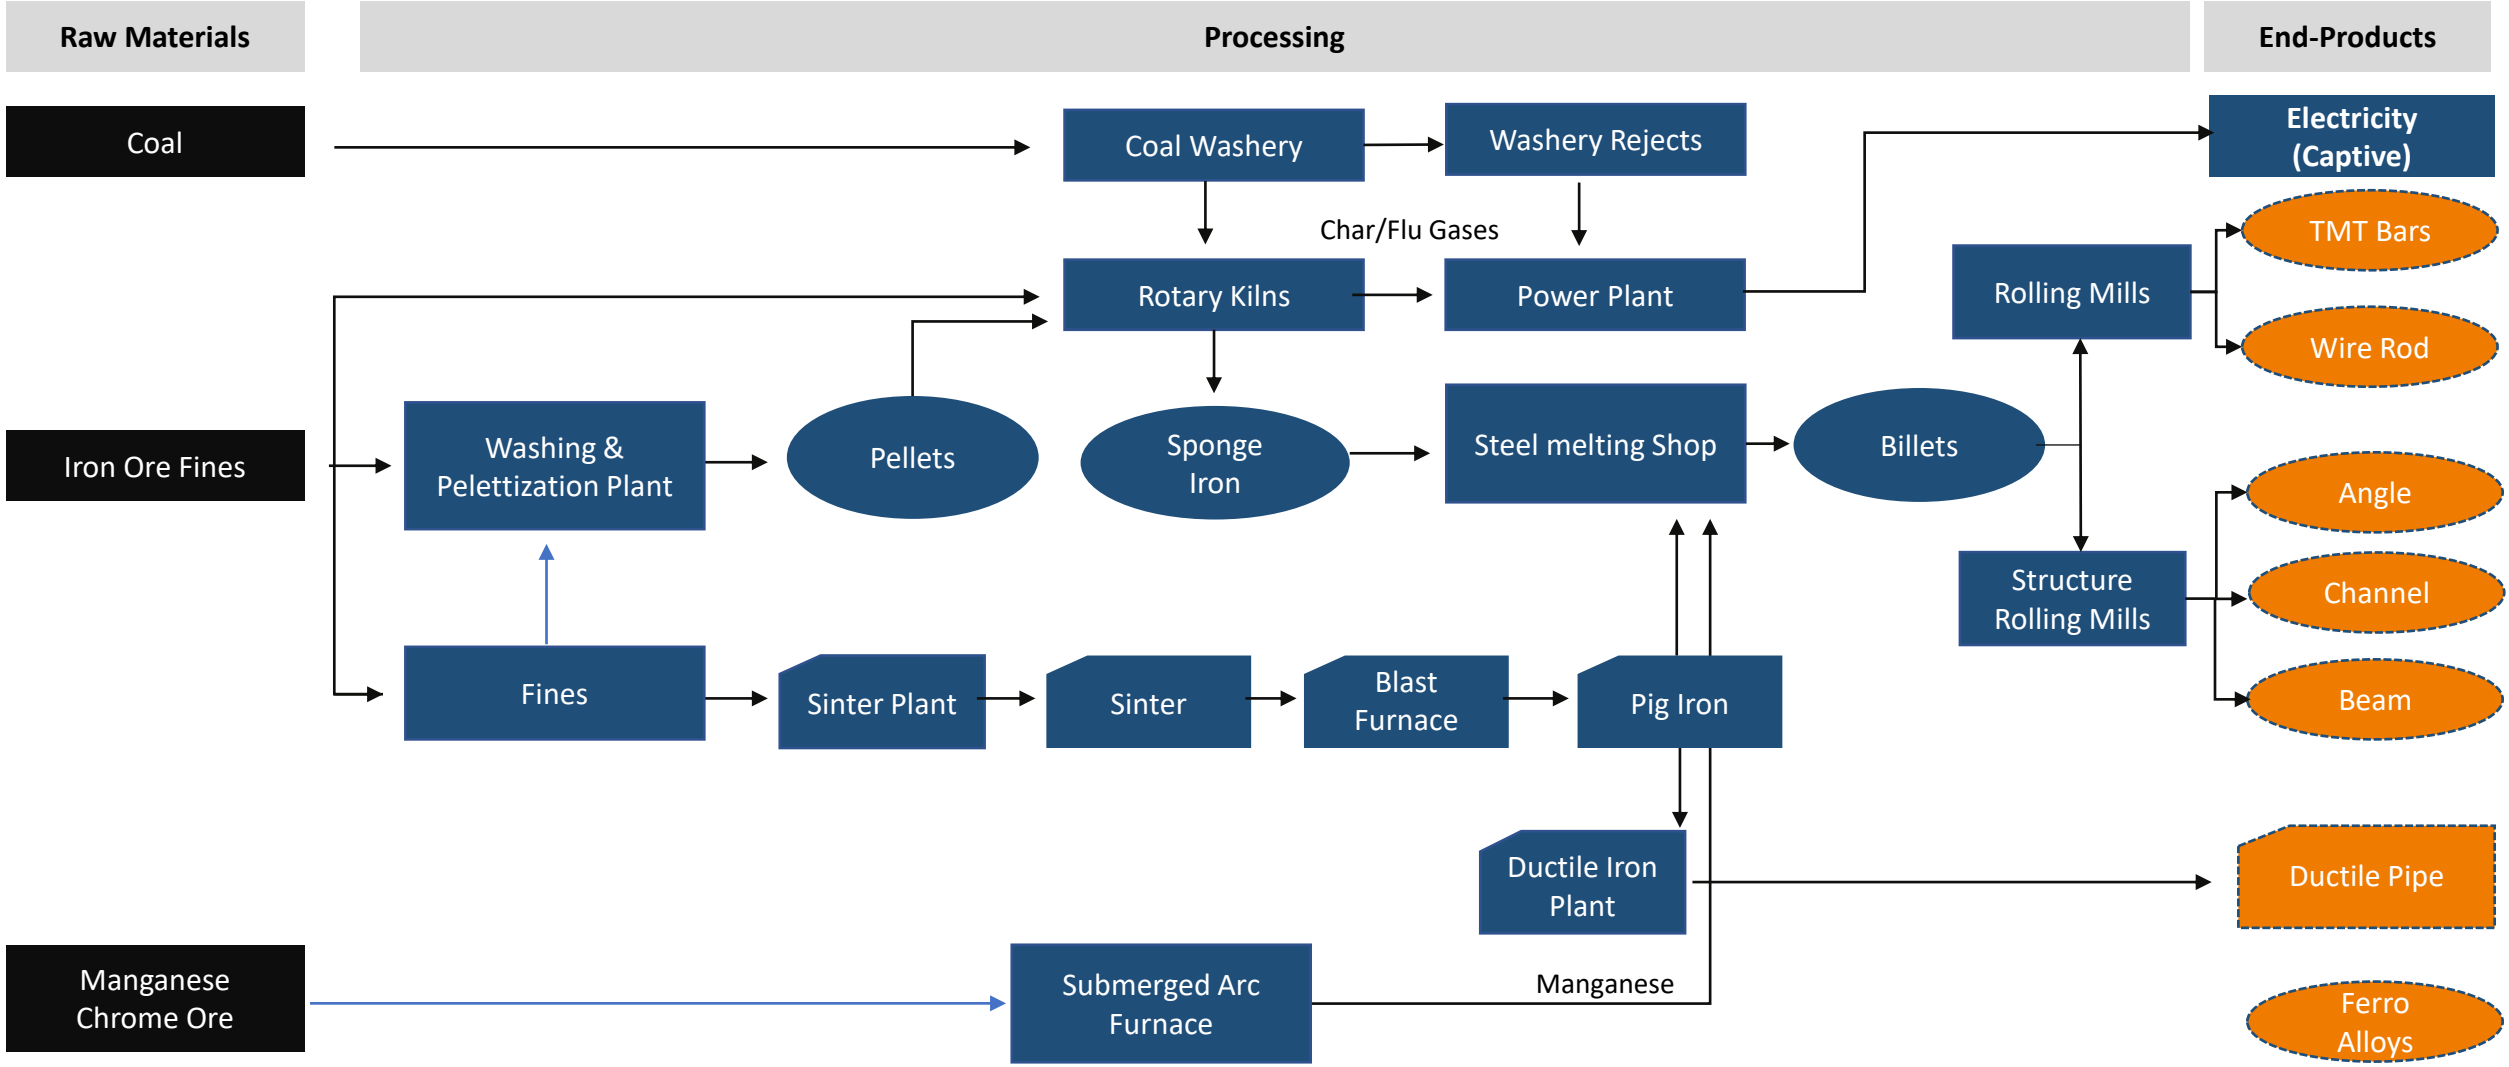 Raw Materials
Processing
End-Products
Coal
Coal Washery
Washery Rejects
Electricity
(Captive)
Char/Flu Gases
TMT Bars
Rotary Kilns
Power Plant
Rolling Mills
Wire Rod
Iron Ore Fines
Washing &
Pelettization Plant
Pellets
Sponge
Iron
Steel melting Shop
Billets
Angle
Structure
Rolling Mills
Channel
Fines
Sinter Plant
Sinter
Blast
Furnace
Pig Iron
Beam
Ductile Iron
Plant
Ductile Pipe
Manganese
Chrome Ore
Submerged Arc
Furnace
Manganese
Ferro
Alloys